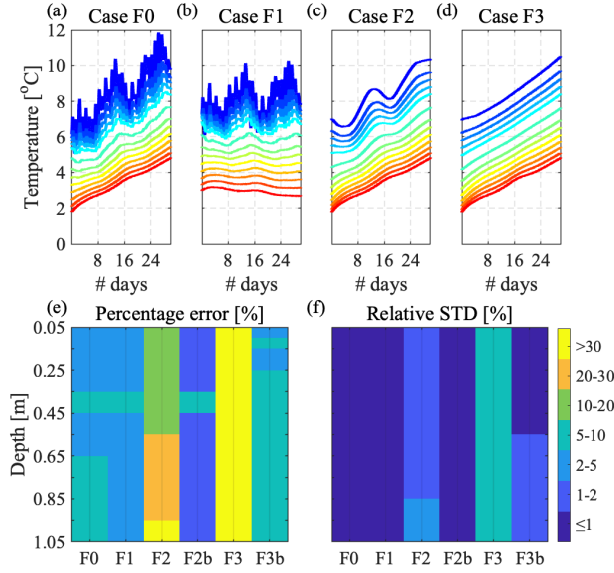 (a) Case F0 (b) Case F1 (c) Case F2 (d) Case F3
Temperature [°C]
12
10
8
6
4
2
0
8 16 24 8 16 24 8 16 24 8 16 24
# days # days # days # days
(e) Percentage error [%] (f) Relative STD [%]
Depth [m]
0.05
0.25
0.45
0.65
0.85
1.05
>30
20-30
10-20
5-10
2-5
1-2
≤1
F0 F1 F2 F2b F3 F3b F0 F1 F2 F2b F3 F3b